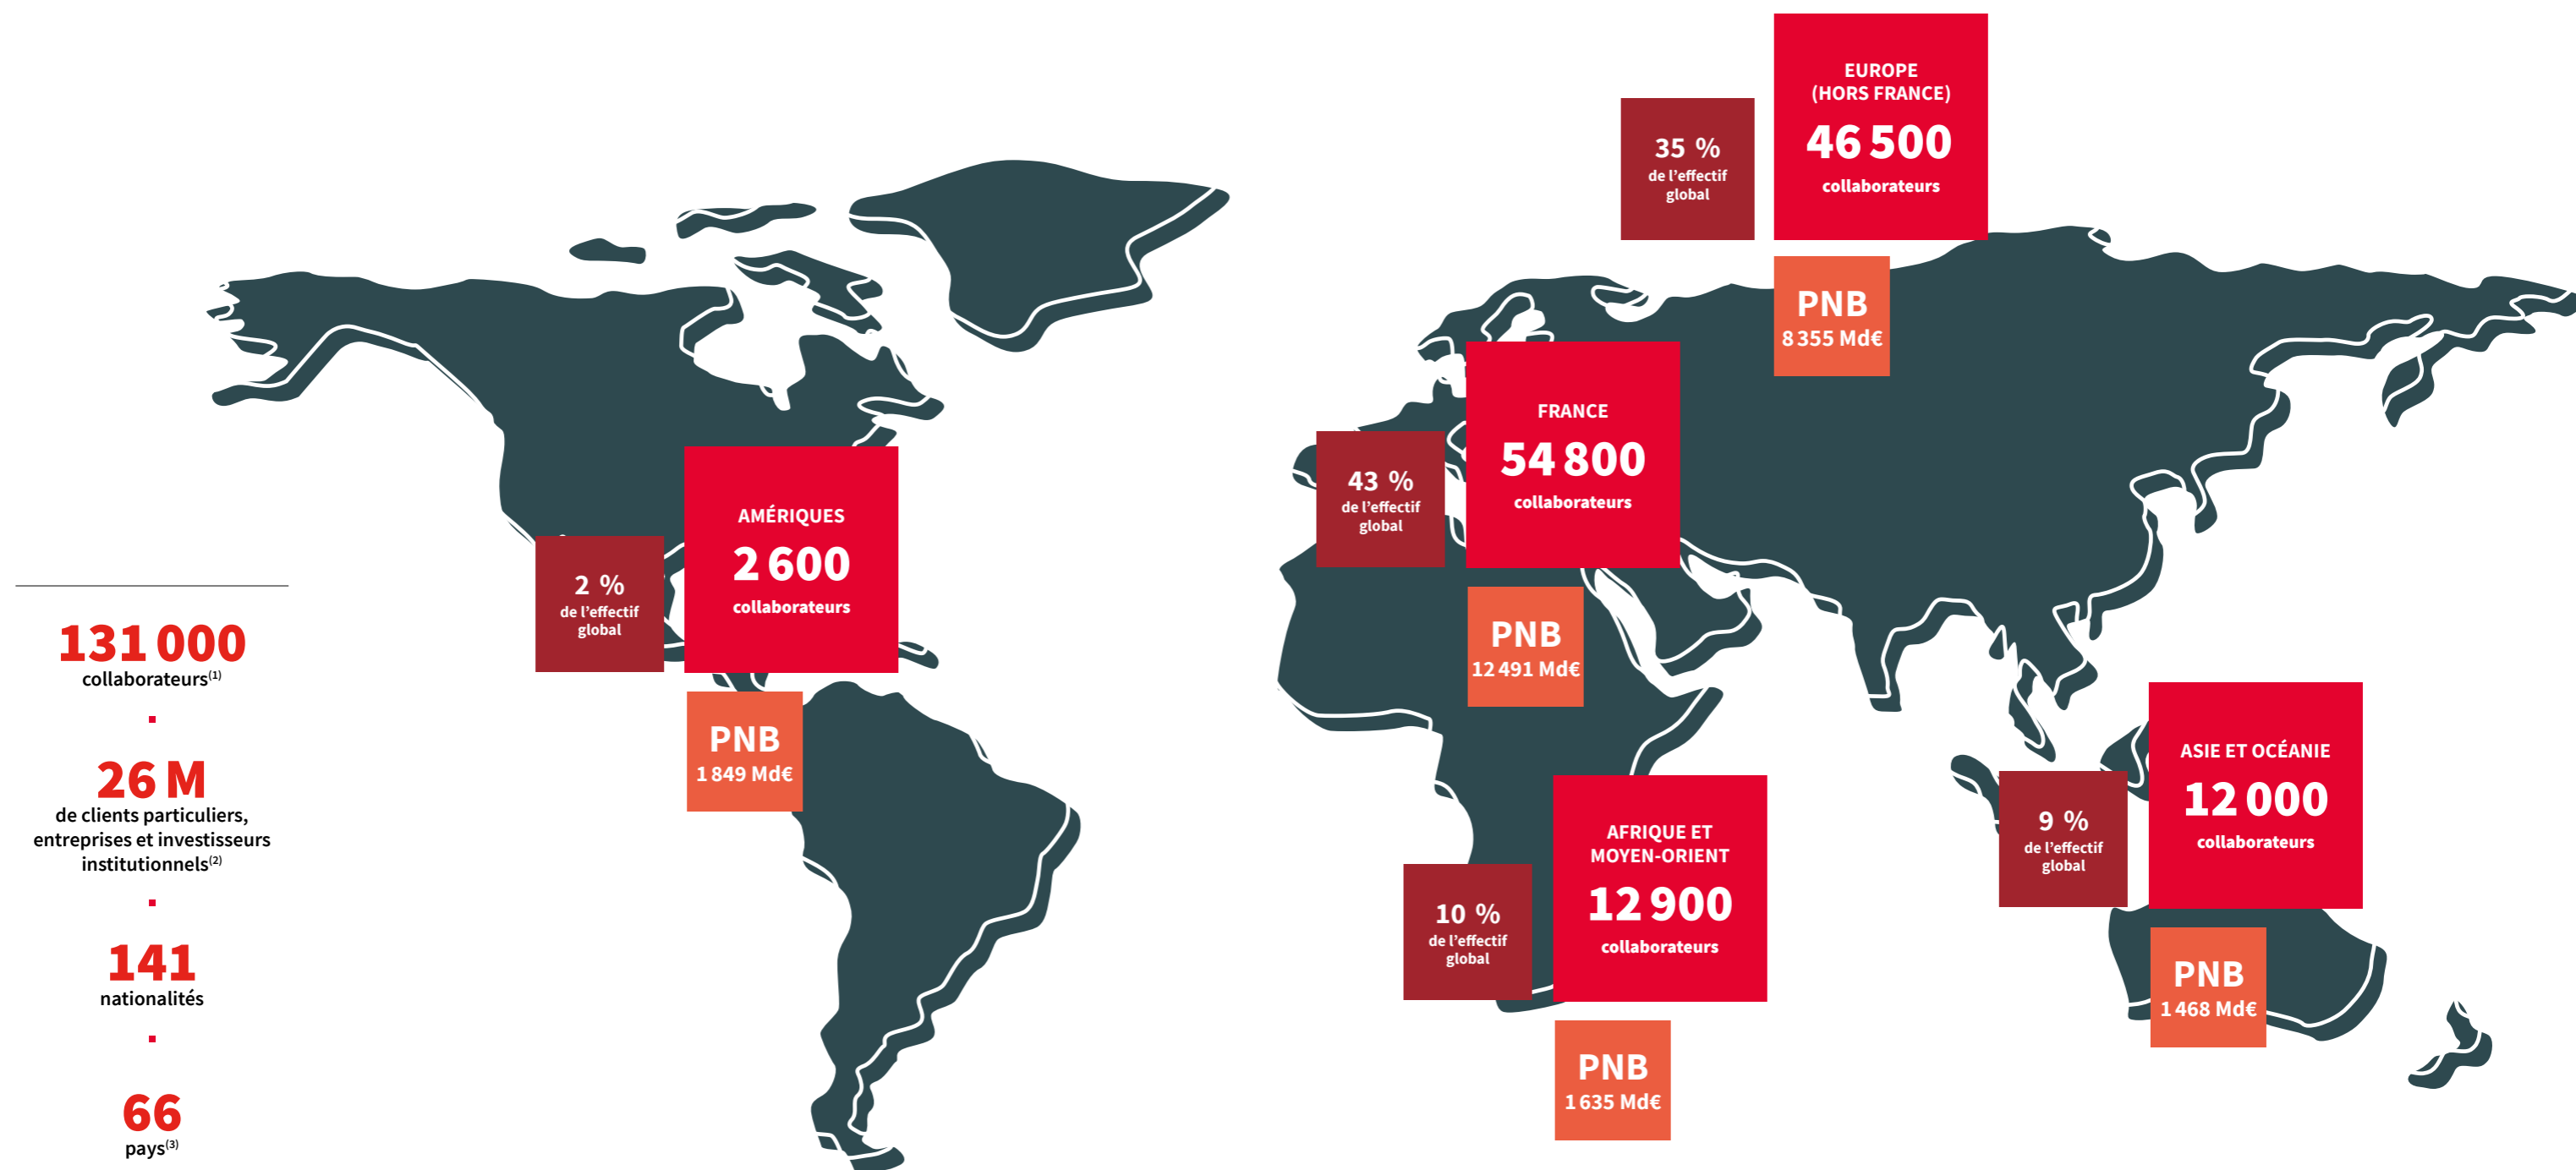 131 000
collaborateurs(1)
26 M
de clients particuliers,
entreprises et investisseurs
institutionnels(2)
141
nationalités
66
pays(3)
AMÉRIQUES
2 600
collaborateurs
2 %
de l’effectif
global
PNB
1 849 Md€
EUROPE
(HORS FRANCE)
46 500
collaborateurs
35 %
de l’effectif
global
PNB
8 355 Md€
FRANCE
54 800
collaborateurs
43 %
de l’effectif
global
PNB
12 491 Md€
AFRIQUE ET
MOYEN-ORIENT
12 900
collaborateurs
10 %
de l’effectif
global
PNB
1 635 Md€
ASIE ET OCÉANIE
12 000
collaborateurs
9 %
de l’effectif
global
PNB
1 468 Md€